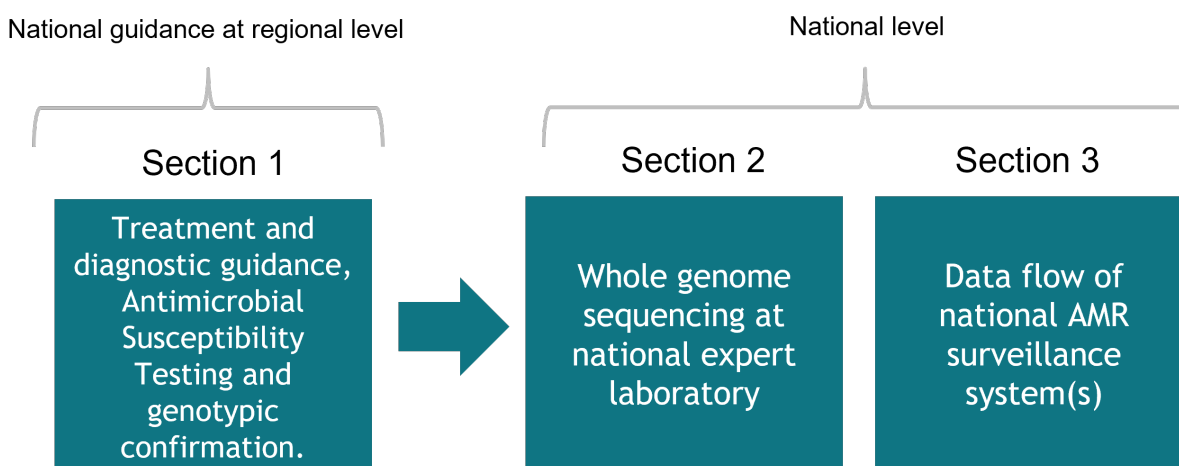 National guidance at regional level
National level
Section 1
Section 2
Section 3
Treatment and
diagnostic guidance,
Antimicrobial
Susceptibility
Testing and
genotypic
confirmation.
Whole genome
sequencing at
national expert
laboratory
Data flow of
national AMR
surveillance
system(s)